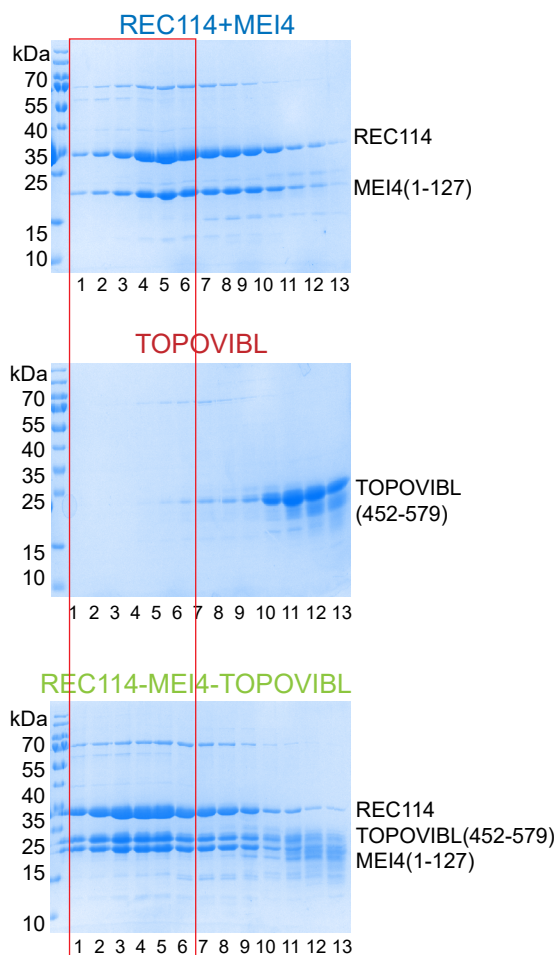 REC114+MEI4
kDa
70
55
40
35
25
15
10
REC114
MEI4(1-127)
1 2 3 4 5 6 7 8 9 10 11 12 13
TOPOVIBL
kDa
70
55
40
35
25
15
10
TOPOVIBL
(452-579)
1 2 3 4 5 6 7 8 9 10 11 12 13
REC114-MEI4-TOPOVIBL
kDa
70
55
40
35
25
15
10
REC114
TOPOVIBL(452-579)
MEI4(1-127)
1 2 3 4 5 6 7 8 9 10 11 12 13